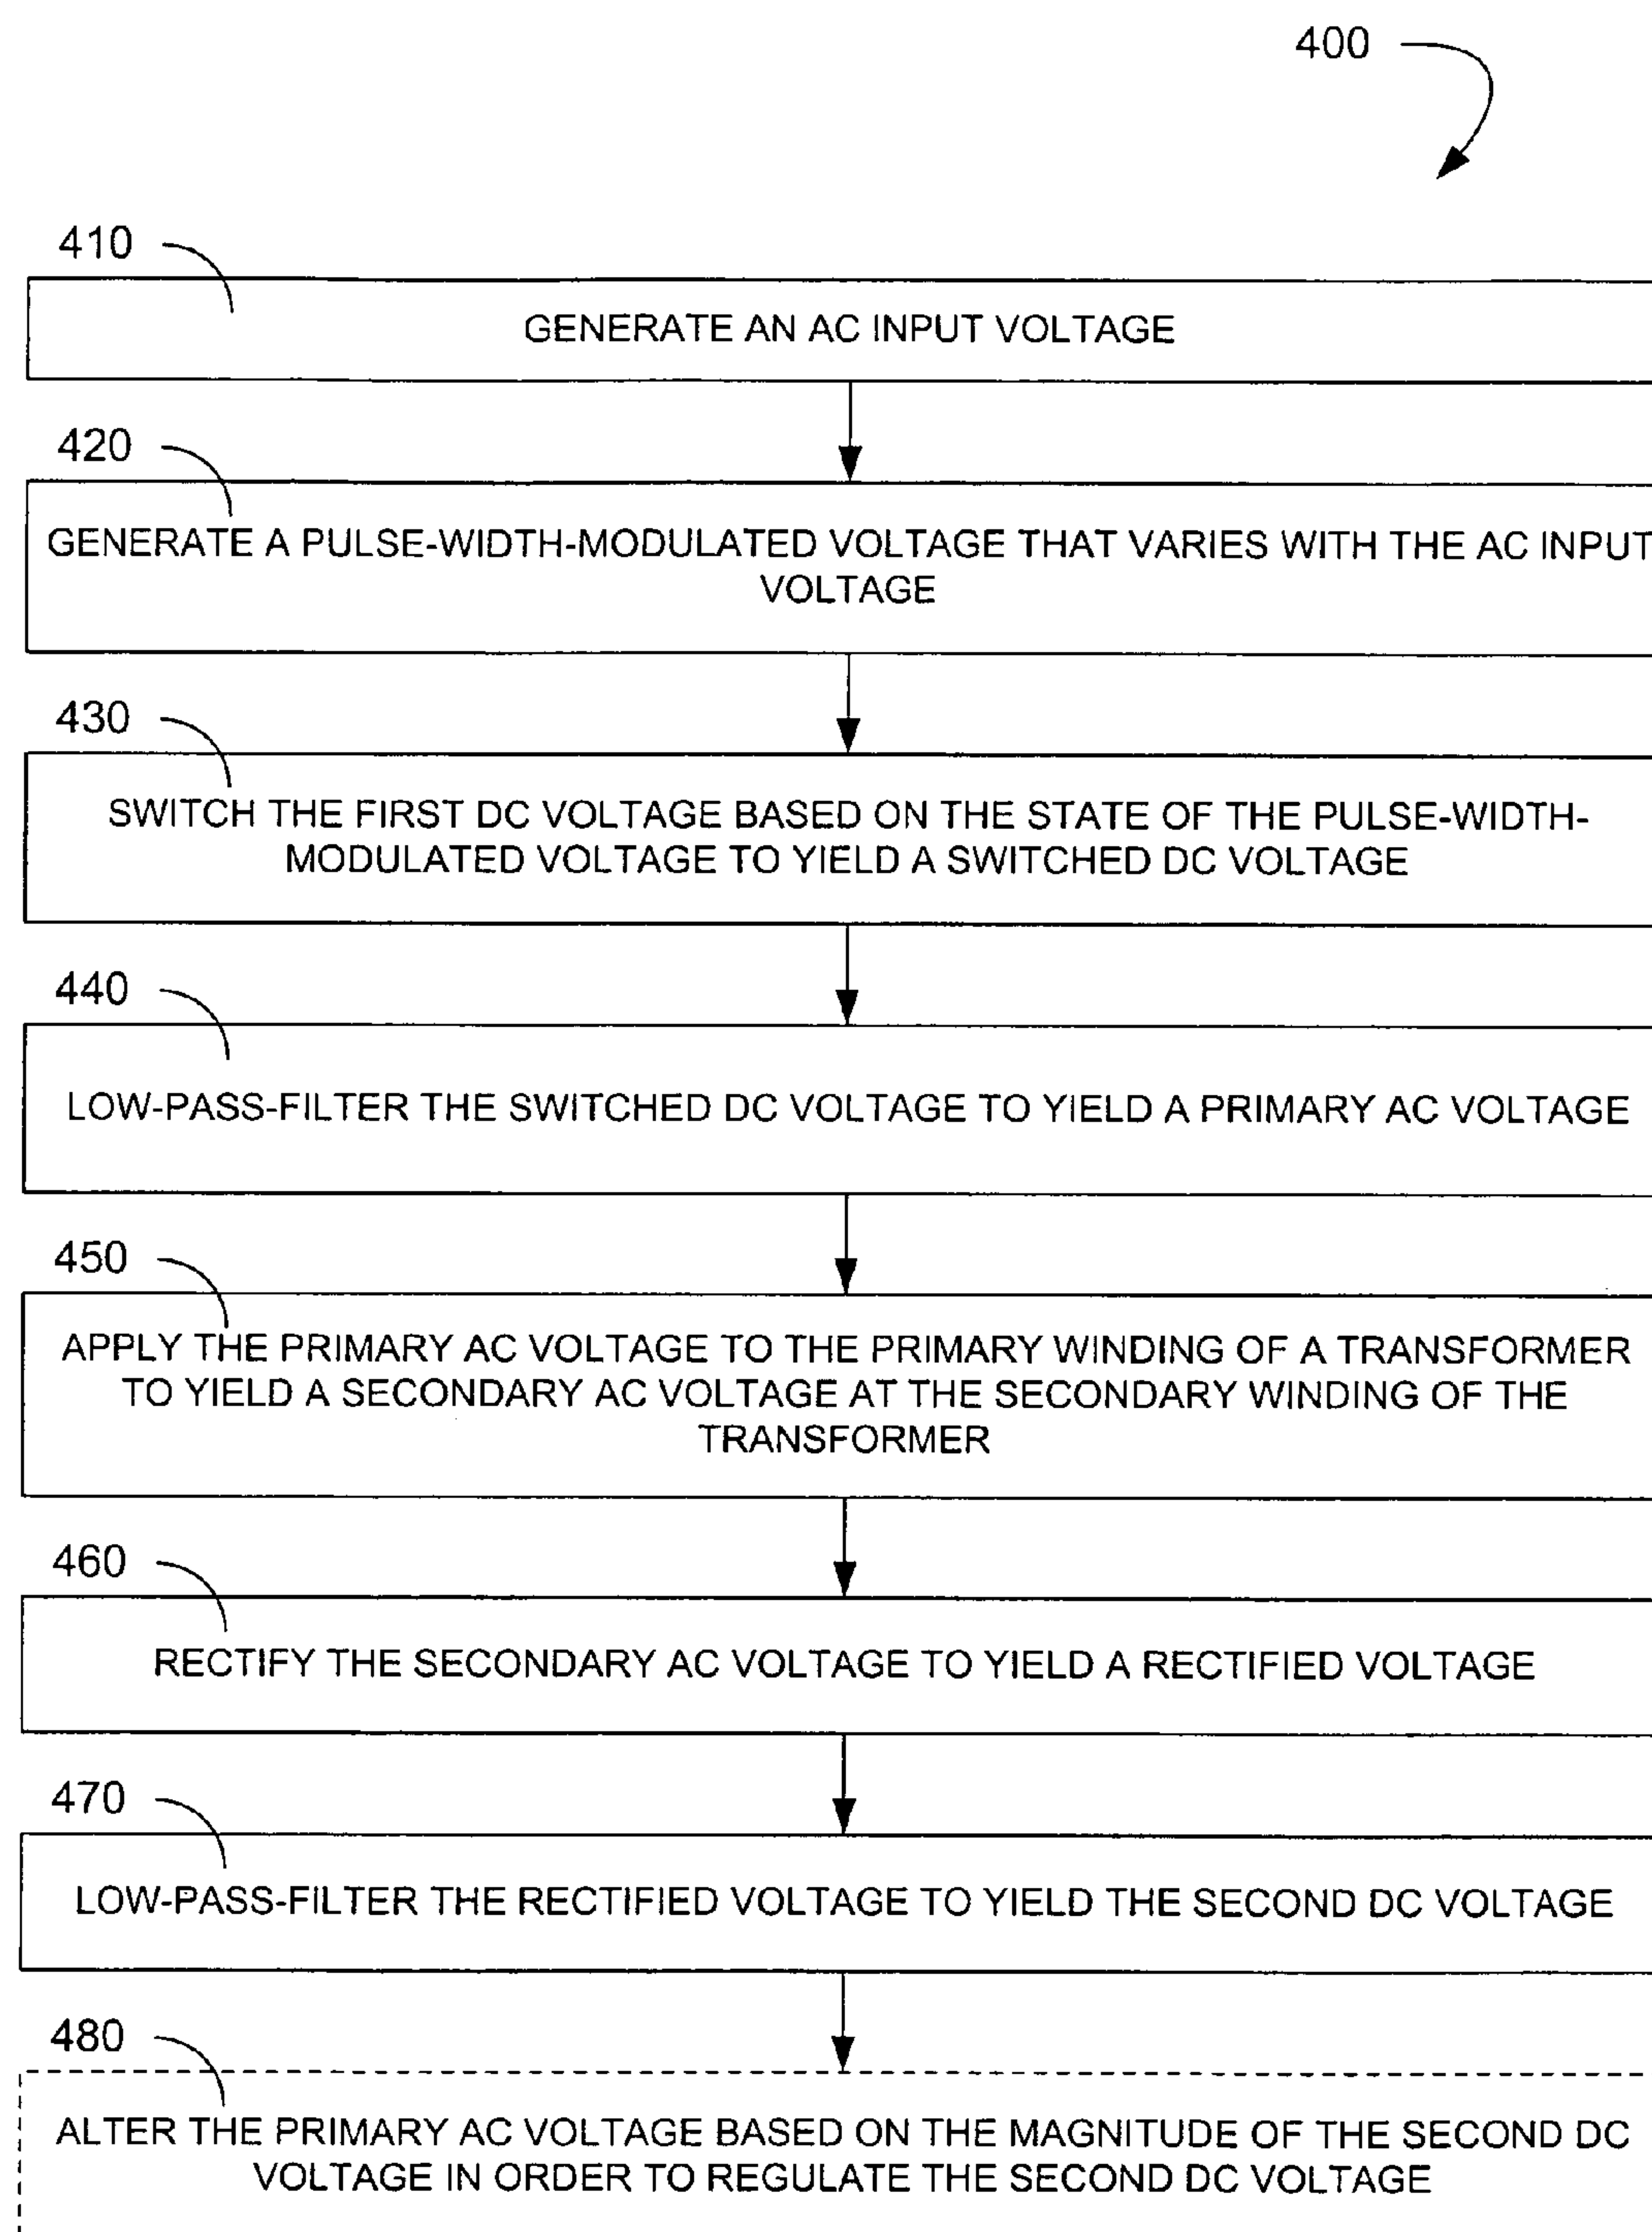 400
410
GENERATE AN AC INPUT VOLTAGE
420
GENERATE A PULSE-WIDTH-MODULATED VOLTAGE THAT VARIES WITH THE AC INPUT
VOLTAGE
430
SWITCH THE FIRST DC VOLTAGE BASED ON THE STATE OF THE PULSE-WIDTH-
MODULATED VOLTAGE TO YIELD A SWITCHED DC VOLTAGE
440
LOW-PASS-FILTER THE SWITCHED DC VOLTAGE TO YIELD A PRIMARY AC VOLTAGE
450
APPLY THE PRIMARY AC VOLTAGE TO THE PRIMARY WINDING OF A TRANSFORMER
TO YIELD A SECONDARY AC VOLTAGE AT THE SECONDARY WINDING OF THE
TRANSFORMER
460
RECTIFY THE SECONDARY AC VOLTAGE TO YIELD A RECTIFIED VOLTAGE
470
LOW-PASS-FILTER THE RECTIFIED VOLTAGE TO YIELD THE SECOND DC VOLTAGE
480
ALTER THE PRIMARY AC VOLTAGE BASED ON THE MAGNITUDE OF THE SECOND DC
VOLTAGE IN ORDER TO REGULATE THE SECOND DC VOLTAGE